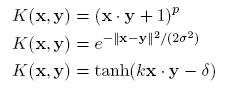 K(𝐱, 𝐲) = (𝐱 · 𝐲 + 1)^p
K(𝐱, 𝐲) = e^{−‖𝐱−𝐲‖²/(2σ²)}
K(𝐱, 𝐲) = tanh(k𝐱 · 𝐲 − δ)